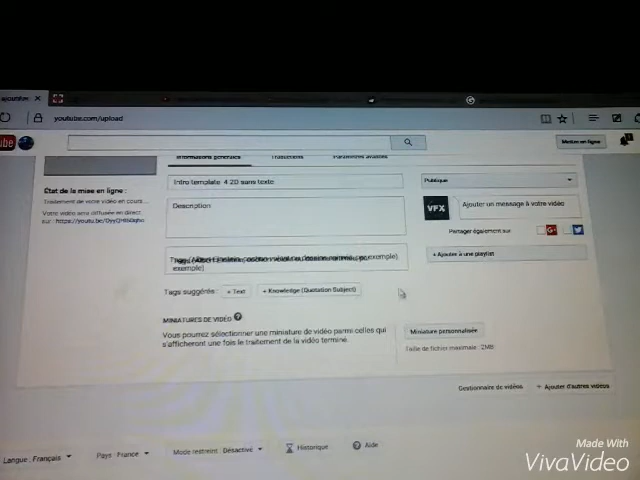 youtube.com/upload
Mettre en ligne
Informations générales
Traductions
Paramètres avancés
État de la mise en ligne :
Traitement de votre vidéo en cours...
Votre vidéo sera diffusée en direct
Intro template 4 2D sans texte
Description
exemple)
Tags suggérés :
+ Text
+ Knowledge (Quotation Subject)
MINIATURES DE VIDÉO ?
Vous pourrez sélectionner une miniature de vidéo parmi celles qui
s'afficheront une fois le traitement de la vidéo terminé.
Publique
VFX
Ajouter un message à votre vidéo
Partager également sur
G+
+ Ajouter à une playlist
Miniature personnalisée
Taille de fichier maximale : 2MB
Gestionnaire de vidéos
+ Ajouter d'autres vidéos
Langue : Français
Pays : France
Mode restreint : Désactivé
Historique
Aide
Made With
VivaVideo